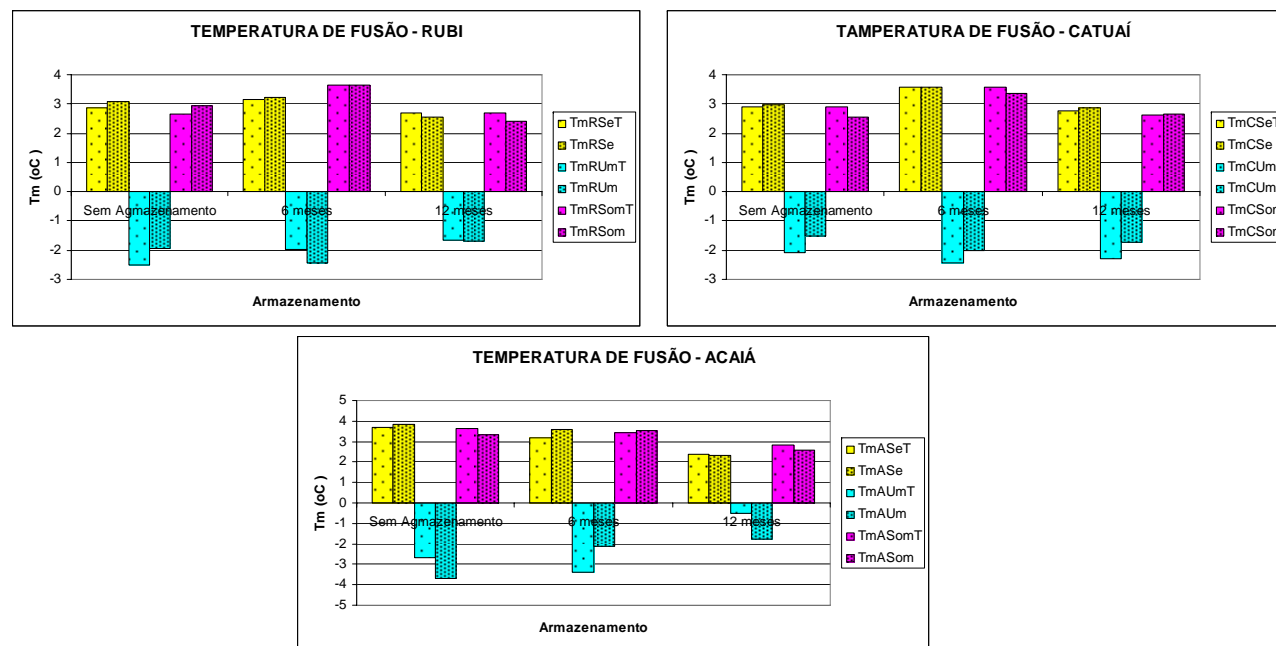 TEMPERATURA DE FUSÃO - RUBI
4
3
2
1
0
-1
-2
-3
Tm (oC )
Sem Agmazenamento
6 meses
12 meses
Armazenamento
TmRSeT
TmRSe
TmRUmT
TmRUm
TmRSomT
TmRSom
TAMPERATURA DE FUSÃO - CATUAÍ
4
3
2
1
0
-1
-2
-3
Tm (oC )
Sem Agmazenamento
6 meses
12 meses
Armazenamento
TmCSeT
TmCSe
TmCUm
TmCUm
TmCSom
TmCSom
TEMPERATURA DE FUSÃO - ACAIÁ
5
4
3
2
1
0
-1
-2
-3
-4
-5
Tm (oC )
Sem Agmazenamento
6 meses
12 meses
Armazenamento
TmASeT
TmASe
TmAUmT
TmAUm
TmASomT
TmASom